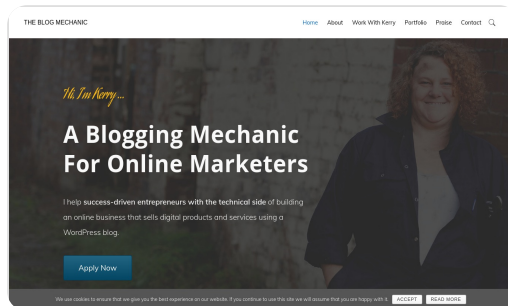 THE BLOG MECHANIC
Home About Work With Kerry Portfolio Praise Contact
Hi, I'm Kerry...
A Blogging Mechanic
For Online Marketers
I help success-driven entrepreneurs with the technical side of building
an online business that sells digital products and services using a
WordPress blog.
Apply Now
We use cookies to ensure that we give you the best experience on our website. If you continue to use this site we will assume that you are happy with it. ACCEPT READ MORE